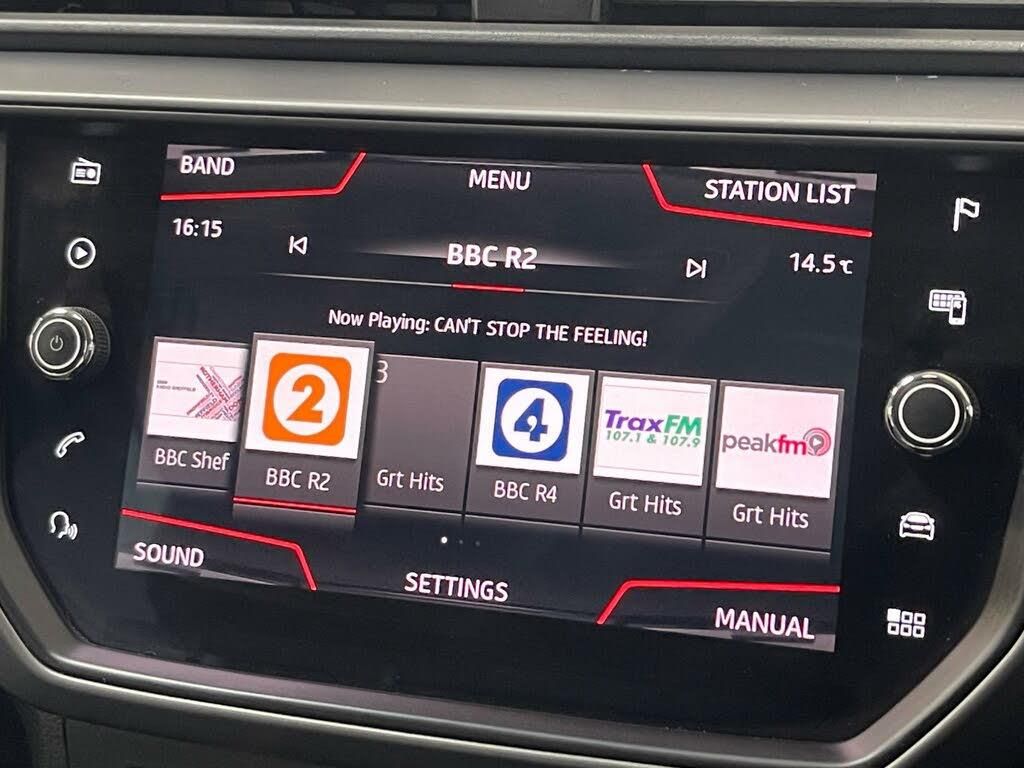 BAND
MENU
STATION LIST
16:15
BBC R2
14.5°C
Now Playing: CAN'T STOP THE FEELING!
RADIO SHEFFIELD
BBC Shef
2
BBC R2
3
Grt Hits
4
BBC R4
TraxFM
107.1 & 107.9
Grt Hits
peakfm
Grt Hits
SOUND
SETTINGS
MANUAL